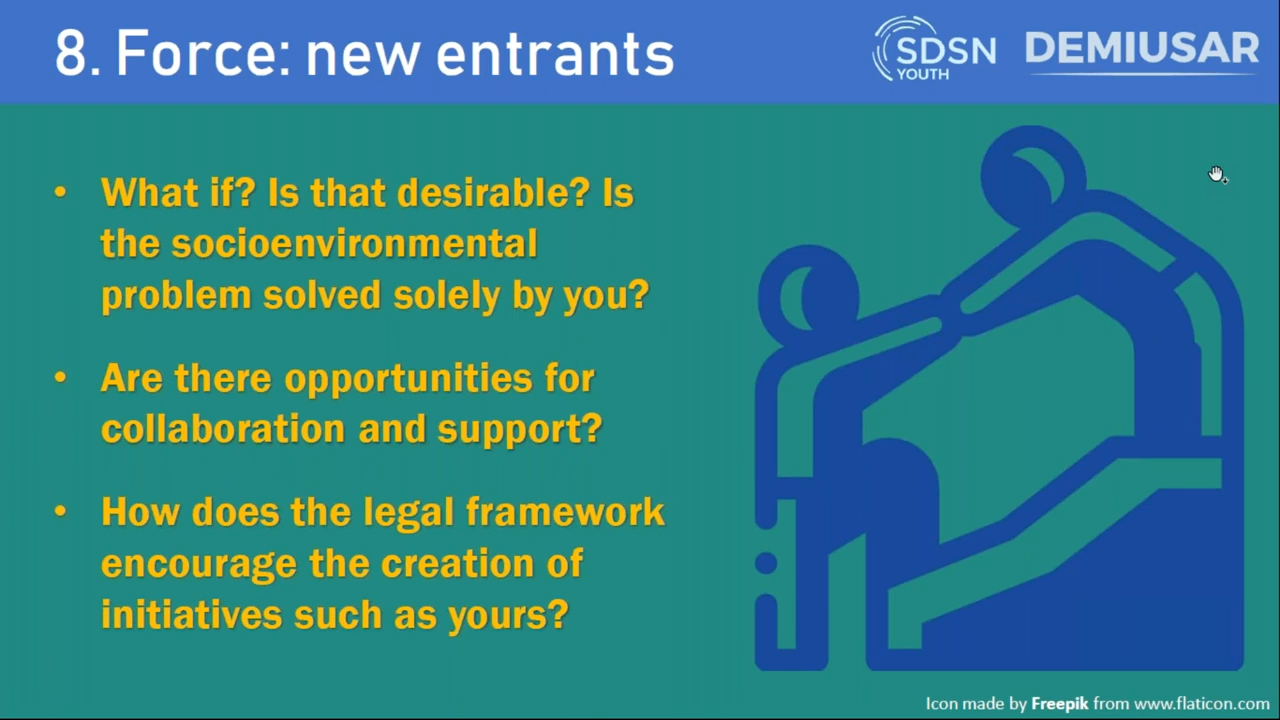 8. Force: new entrants
SDSN
YOUTH
DEMIUSAR
• What if? Is that desirable? Is
the socioenvironmental
problem solved solely by you?
• Are there opportunities for
collaboration and support?
• How does the legal framework
encourage the creation of
initiatives such as yours?
Icon made by Freepik from www.flaticon.com